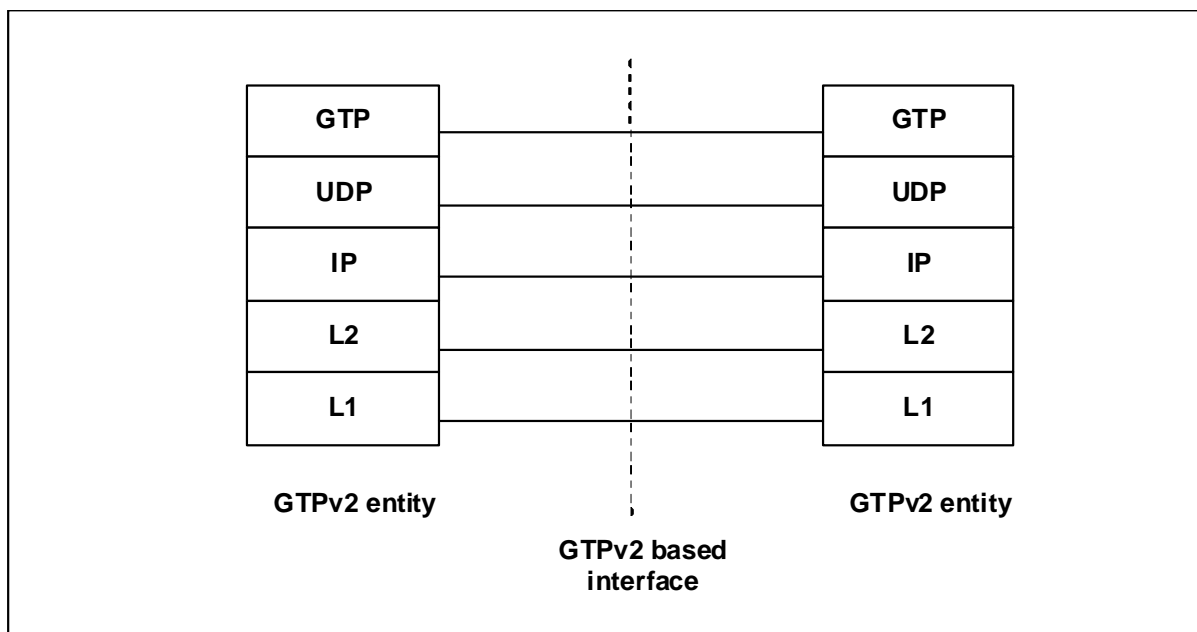 GTP GTP
UDP UDP
IP IP
L2 L2
L1 L1
GTPv2 entity GTPv2 entity
GTPv2 based
interface